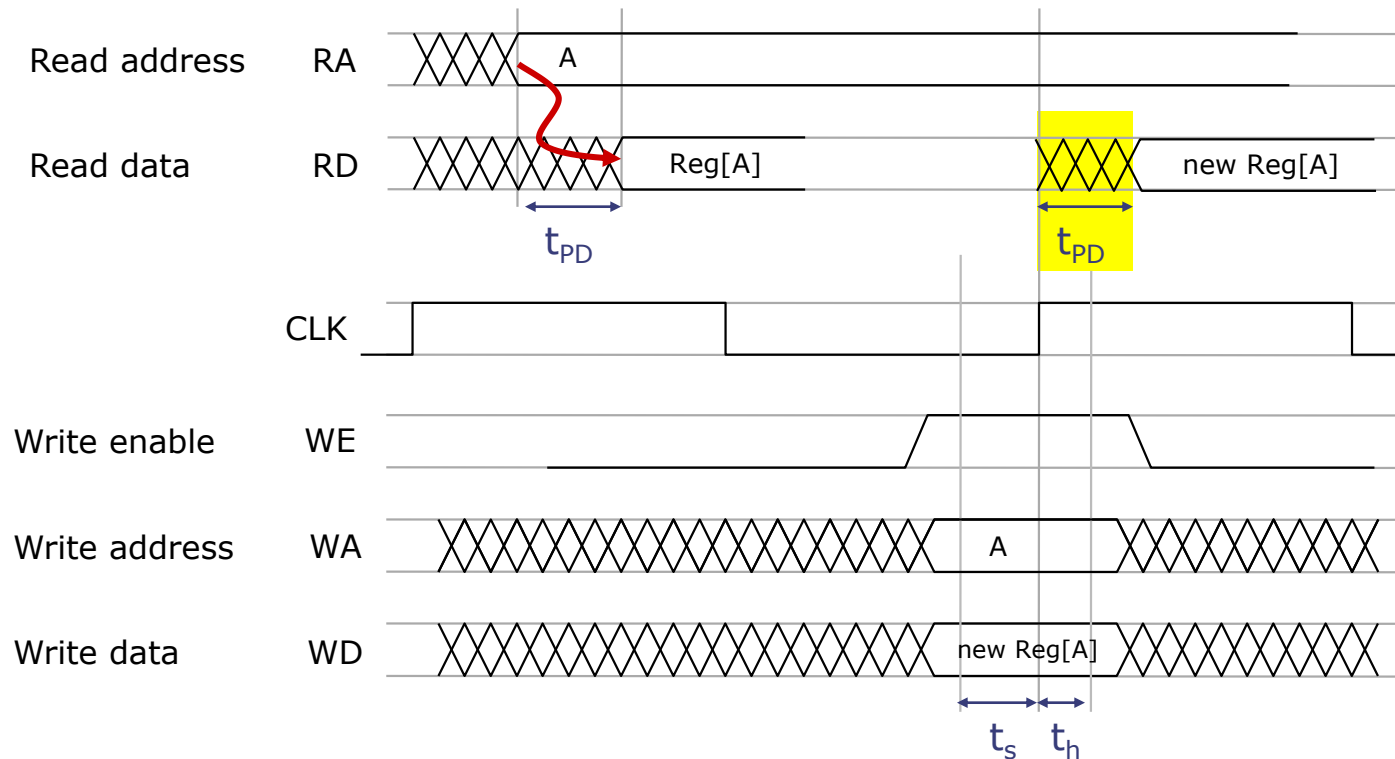 Read address RA A
Read data RD Reg[A] new Reg[A]
tPD tPD
CLK
Write enable WE
Write address WA A
Write data WD new Reg[A]
ts th